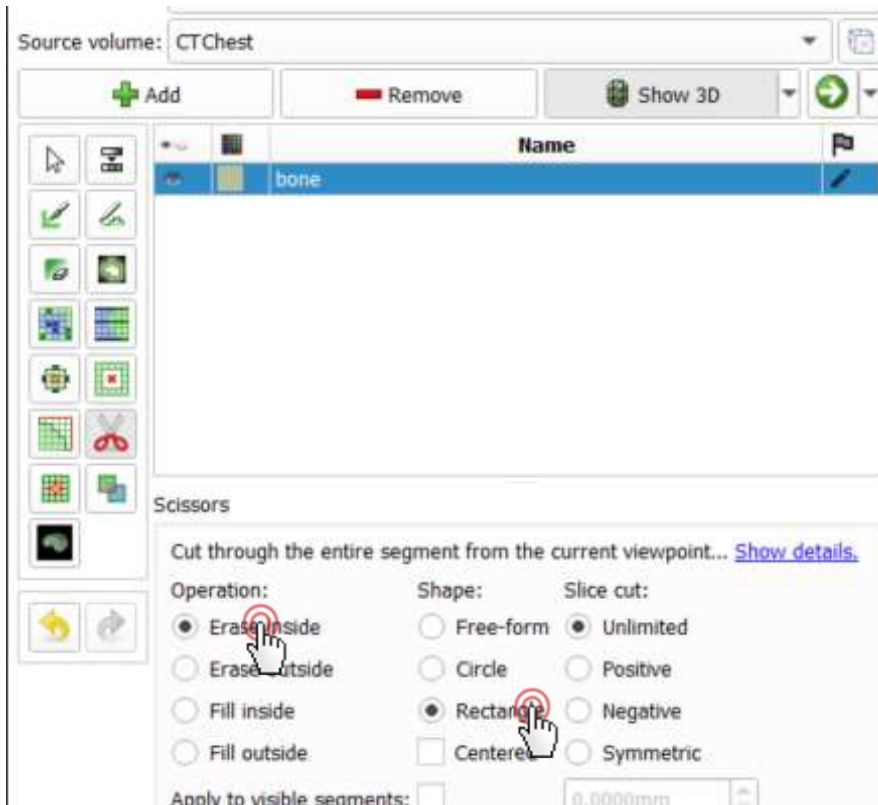 Source volume: CTChest
Add Remove Show 3D
Name
bone
Scissors
Cut through the entire segment from the current viewpoint... Show details.
Operation: Shape: Slice cut:
Erase inside Free-form Unlimited
Erase outside Circle Positive
Fill inside Rectangle Negative
Fill outside Centered Symmetric
Apply to visible segments: 0.0000mm